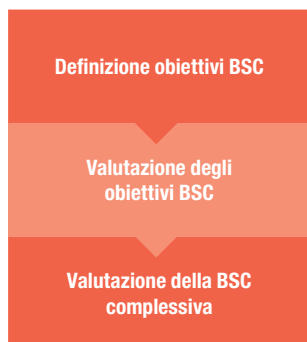 Definizione obiettivi BSC
Valutazione degli
obiettivi BSC
Valutazione della BSC
complessiva